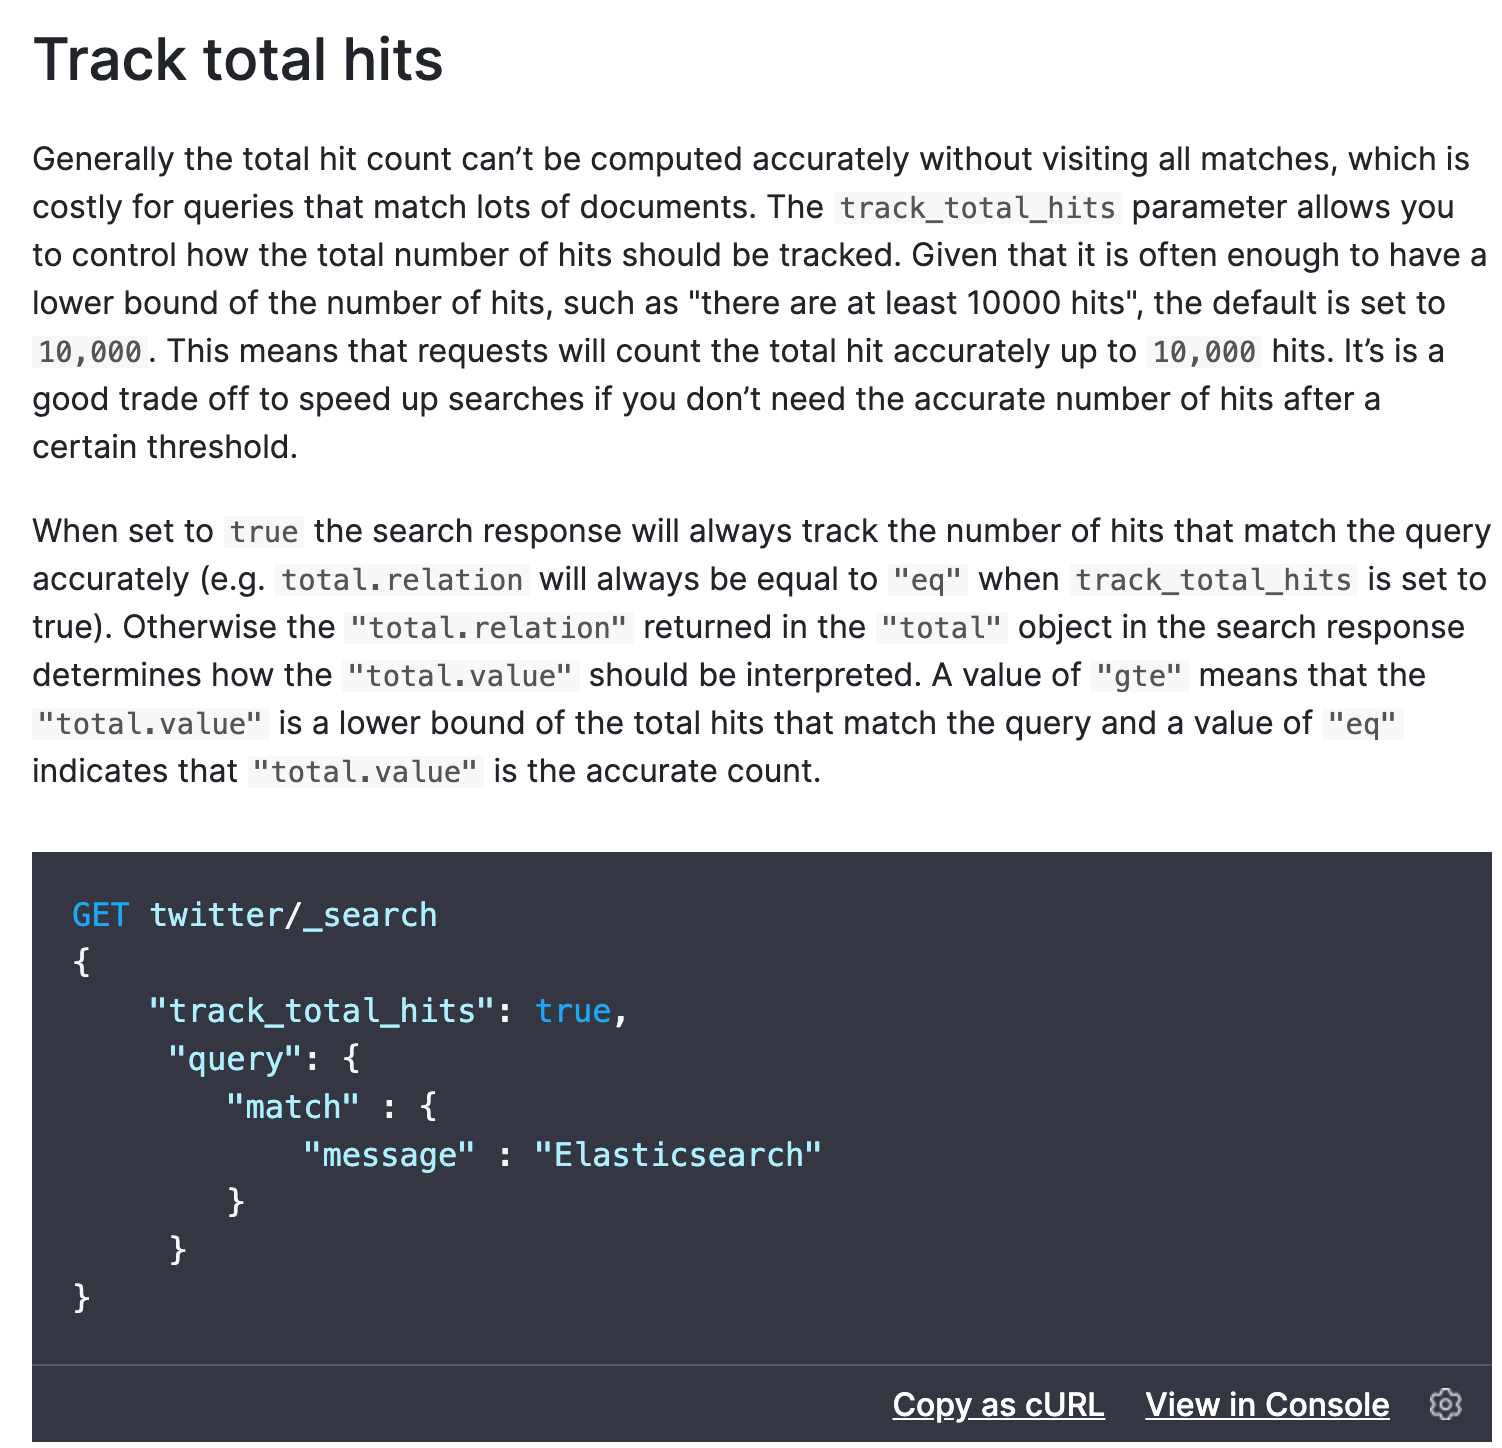 Track total hits
Generally the total hit count can’t be computed accurately without visiting all matches, which is
costly for queries that match lots of documents. The track_total_hits parameter allows you
to control how the total number of hits should be tracked. Given that it is often enough to have a
lower bound of the number of hits, such as "there are at least 10000 hits", the default is set to
10,000. This means that requests will count the total hit accurately up to 10,000 hits. It’s is a
good trade off to speed up searches if you don’t need the accurate number of hits after a
certain threshold.
When set to true the search response will always track the number of hits that match the query
accurately (e.g. total.relation will always be equal to "eq" when track_total_hits is set to
true). Otherwise the "total.relation" returned in the "total" object in the search response
determines how the "total.value" should be interpreted. A value of "gte" means that the
"total.value" is a lower bound of the total hits that match the query and a value of "eq"
indicates that "total.value" is the accurate count.
GET twitter/_search
{
    "track_total_hits": true,
     "query": {
        "match" : {
            "message" : "Elasticsearch"
        }
     }
}
Copy as cURL View in Console